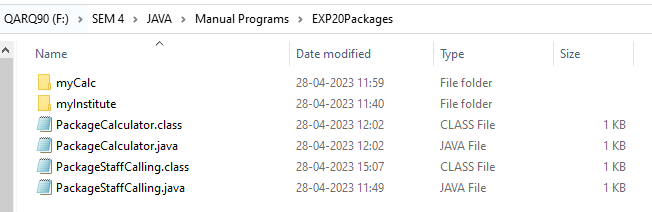 QARQ90 (F:) > SEM 4 > JAVA > Manual Programs > EXP20Packages
Name Date modified Type Size
myCalc 28-04-2023 11:59 File folder
myInstitute 28-04-2023 11:40 File folder
PackageCalculator.class 28-04-2023 12:02 CLASS File 1 KB
PackageCalculator.java 28-04-2023 12:02 JAVA File 1 KB
PackageStaffCalling.class 28-04-2023 15:07 CLASS File 1 KB
PackageStaffCalling.java 28-04-2023 11:49 JAVA File 1 KB